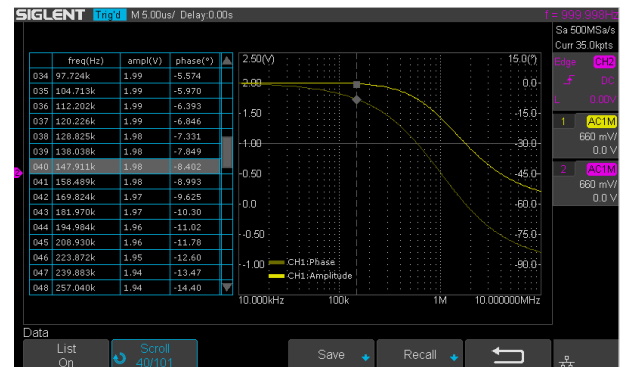 SIGLENT Trig'd M 5.00us/ Delay:0.00s f = 999.998Hz
Sa 500MSa/s
Curr 35.0kpts
Edge CH2
DC
L 0.00V
1 AC1M
660 mV/
0.0 V
2 AC1M
660 mV/
0.0 V
freq(Hz) ampl(V) phase(°)
034 97.724k 1.99 -5.574
035 104.713k 1.99 -5.970
036 112.202k 1.99 -6.393
037 120.226k 1.99 -6.846
038 128.825k 1.98 -7.331
039 138.038k 1.98 -7.849
040 147.911k 1.98 -8.402
041 158.489k 1.98 -8.993
042 169.824k 1.97 -9.625
043 181.970k 1.97 -10.30
044 194.984k 1.96 -11.02
045 208.930k 1.96 -11.78
046 223.872k 1.95 -12.60
047 239.883k 1.94 -13.47
048 257.040k 1.94 -14.40
2
2.50(V) 15.0(°)
2.00 0.0
1.50 -15.0
1.00 -30.0
0.50 -45.0
0.0 -60.0
-0.50 -75.0
-1.00 -90.0
CH1:Phase
CH1:Amplitude
10.000kHz 100k 1M 10.000000MHz
Data
List
On
Scroll
40/101
Save
Recall